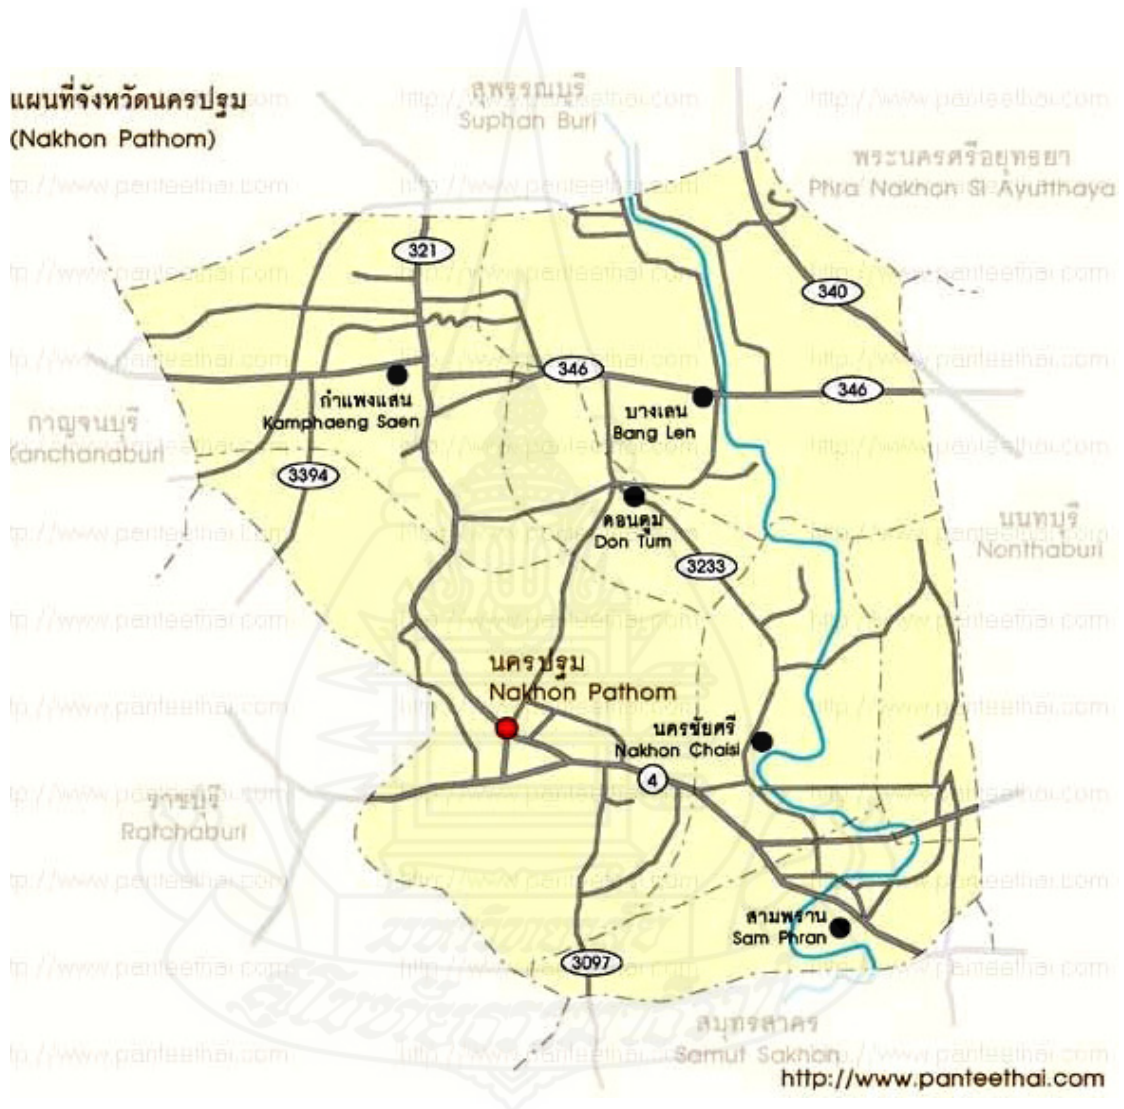 แผนที่จังหวัดนครปฐม
(Nakhon Pathom)
สุพรรณบุรี
Suphan Buri
พระนครศรีอยุทธยา
Phra Nakhon Si Ayutthaya
321
340
346
346
กำแพงแสน
Kamphaeng Saen
บางเลน
Bang Len
กาญจนบุรี
Kanchanaburi
3394
ดอนตูม
Don Tum
นนทบุรี
Nonthaburi
3233
นครปฐม
Nakhon Pathom
นครชัยศรี
Nakhon Chaisi
4
ราชบุรี
Ratchaburi
สามพราน
Sam Phran
3097
สมุทรสาคร
Samut Sakhon
http://www.panteethai.com